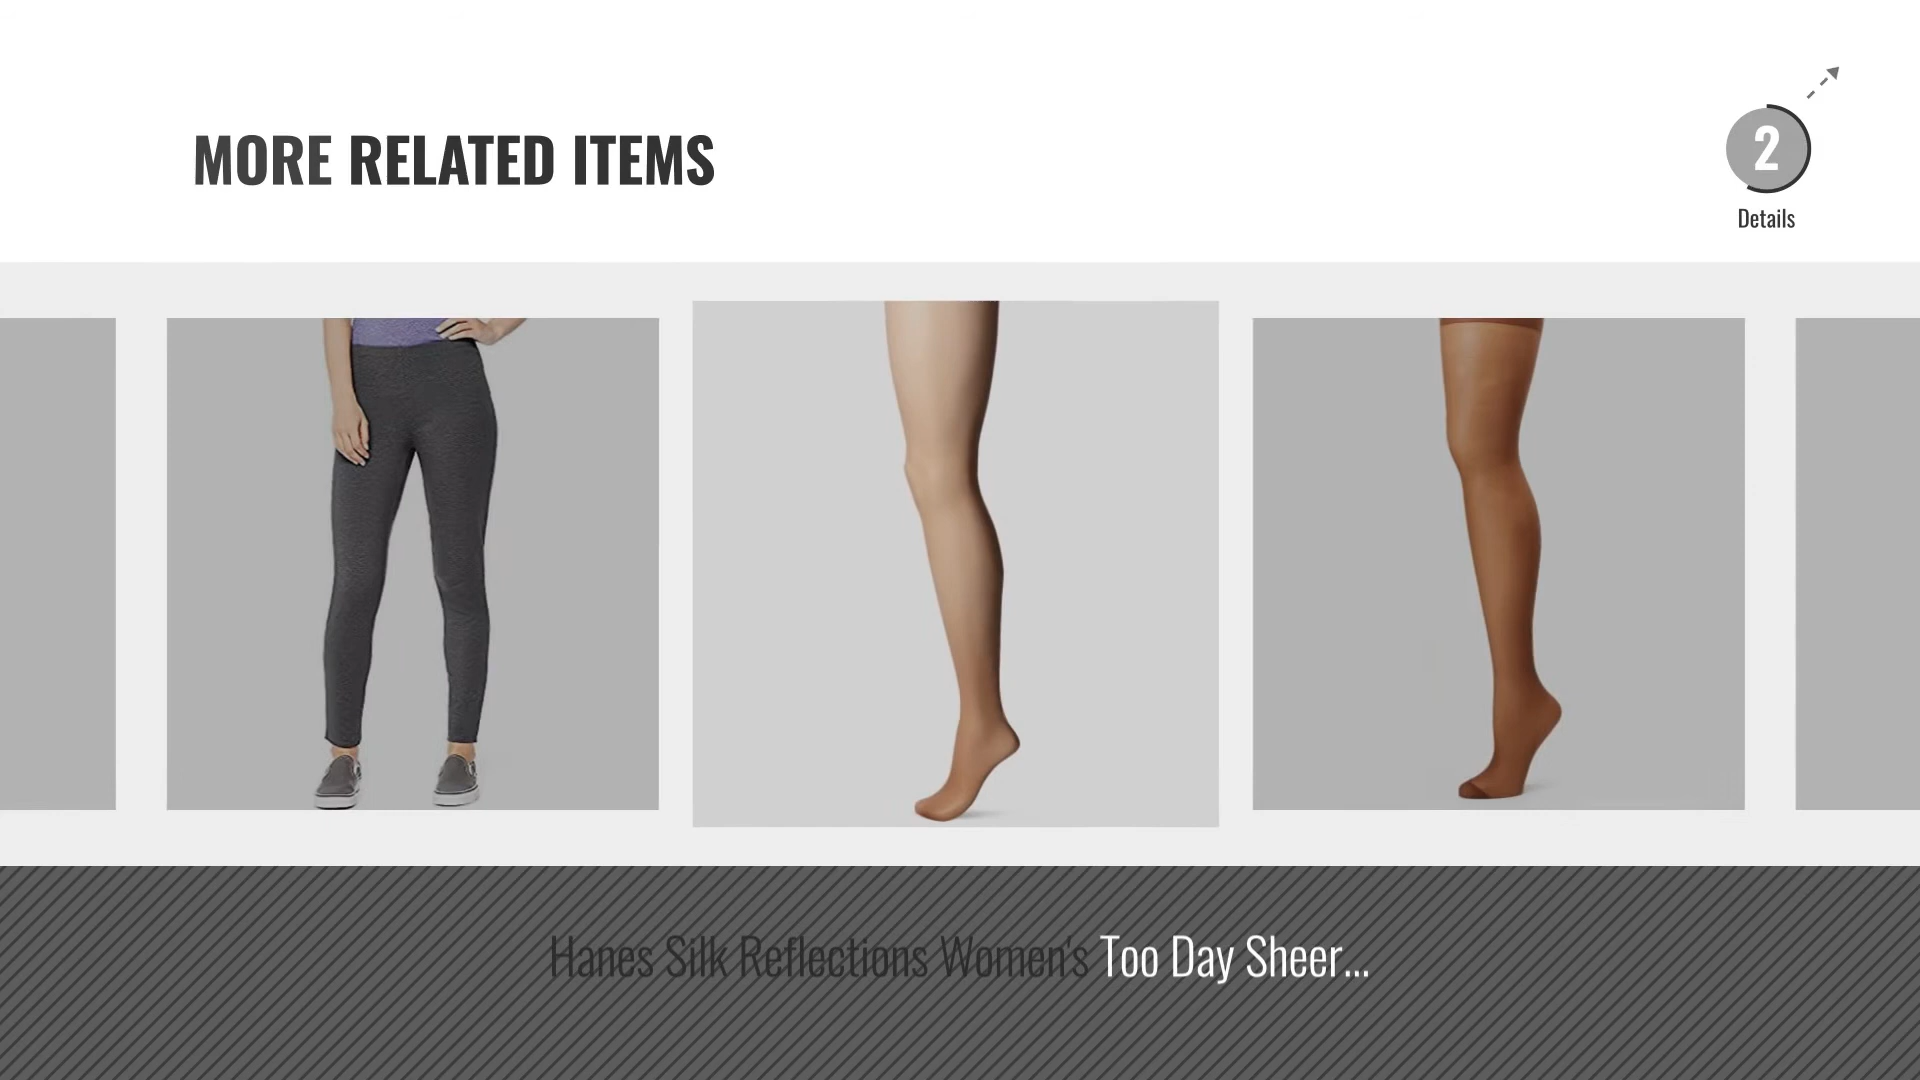 MORE RELATED ITEMS
2
Details
Hanes Silk Reflections Women's Too Day Sheer...